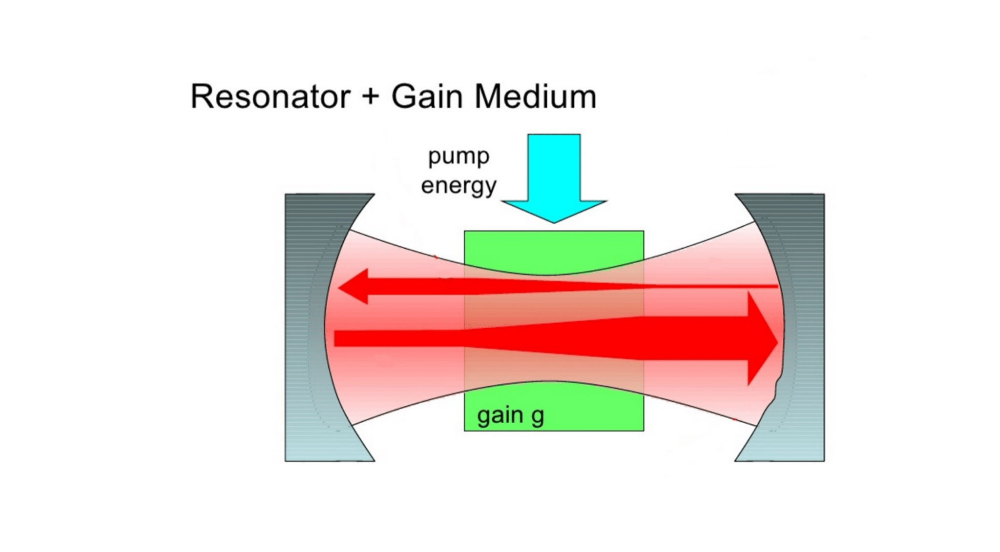 Resonator + Gain Medium
pump
energy
gain g